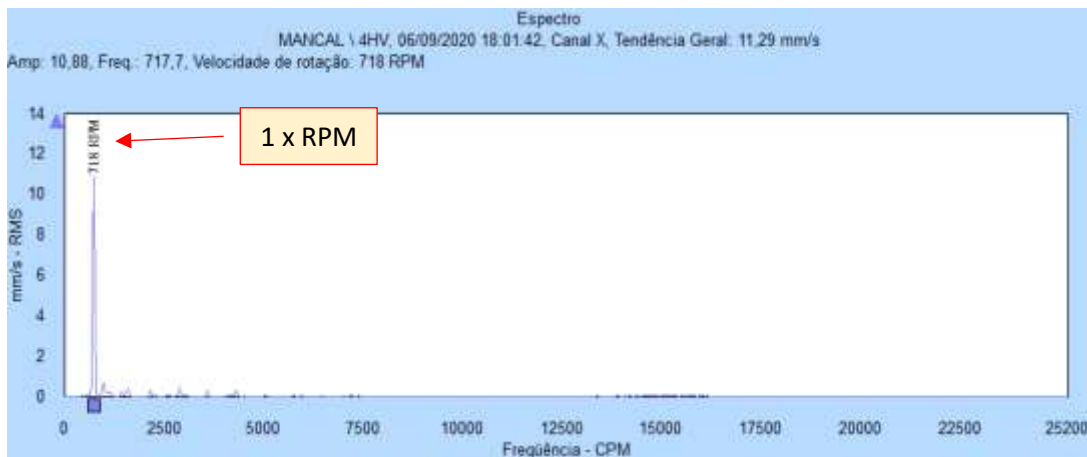 Espectro
MANCAL \ 4HV, 06/09/2020 18:01:42, Canal X, Tendência Geral: 11,29 mm/s
Amp: 10,88, Freq.: 717,7, Velocidade de rotação: 718 RPM
14
12
10
8
6
4
2
0
mm/s - RMS
718 RPM
1 x RPM
0 2500 5000 7500 10000 12500 15000 17500 20000 22500 25200
Freqüência - CPM